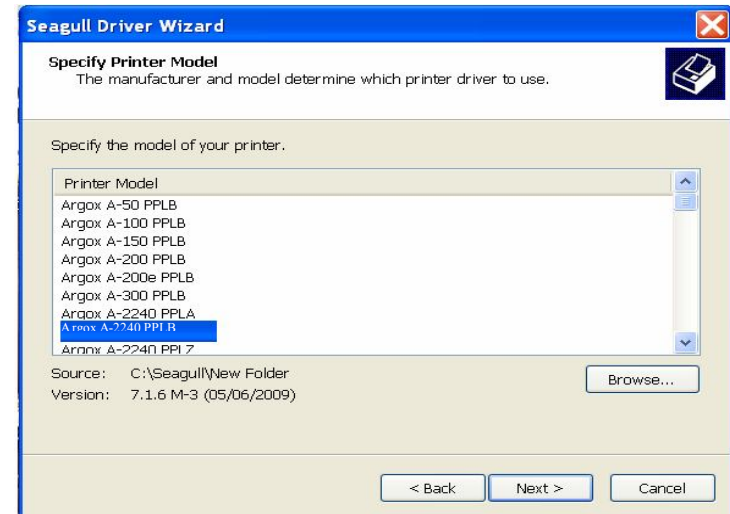 Seagull Driver Wizard
Specify Printer Model
The manufacturer and model determine which printer driver to use.
Specify the model of your printer.
Printer Model
Argox A-50 PPLB
Argox A-100 PPLB
Argox A-150 PPLB
Argox A-200 PPLB
Argox A-200e PPLB
Argox A-300 PPLB
Argox A-2240 PPLA
Argox A-2240 PPLB
Argox A-2240 PPLZ
Source: C:\Seagull\New Folder
Browse...
Version: 7.1.6 M-3 (05/06/2009)
< Back Next > Cancel